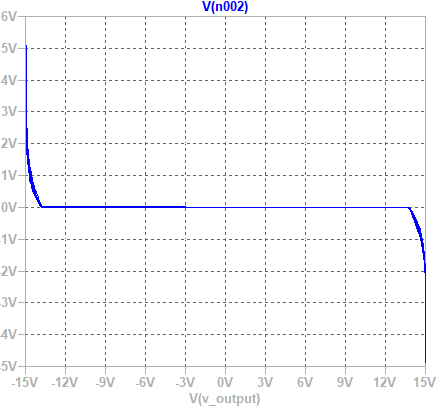 V(n002)
6V
5V
4V
3V
2V
1V
0V
-1V
-2V
-3V
-4V
-5V
-15V -12V -9V -6V -3V 0V 3V 6V 9V 12V 15V
V(v_output)